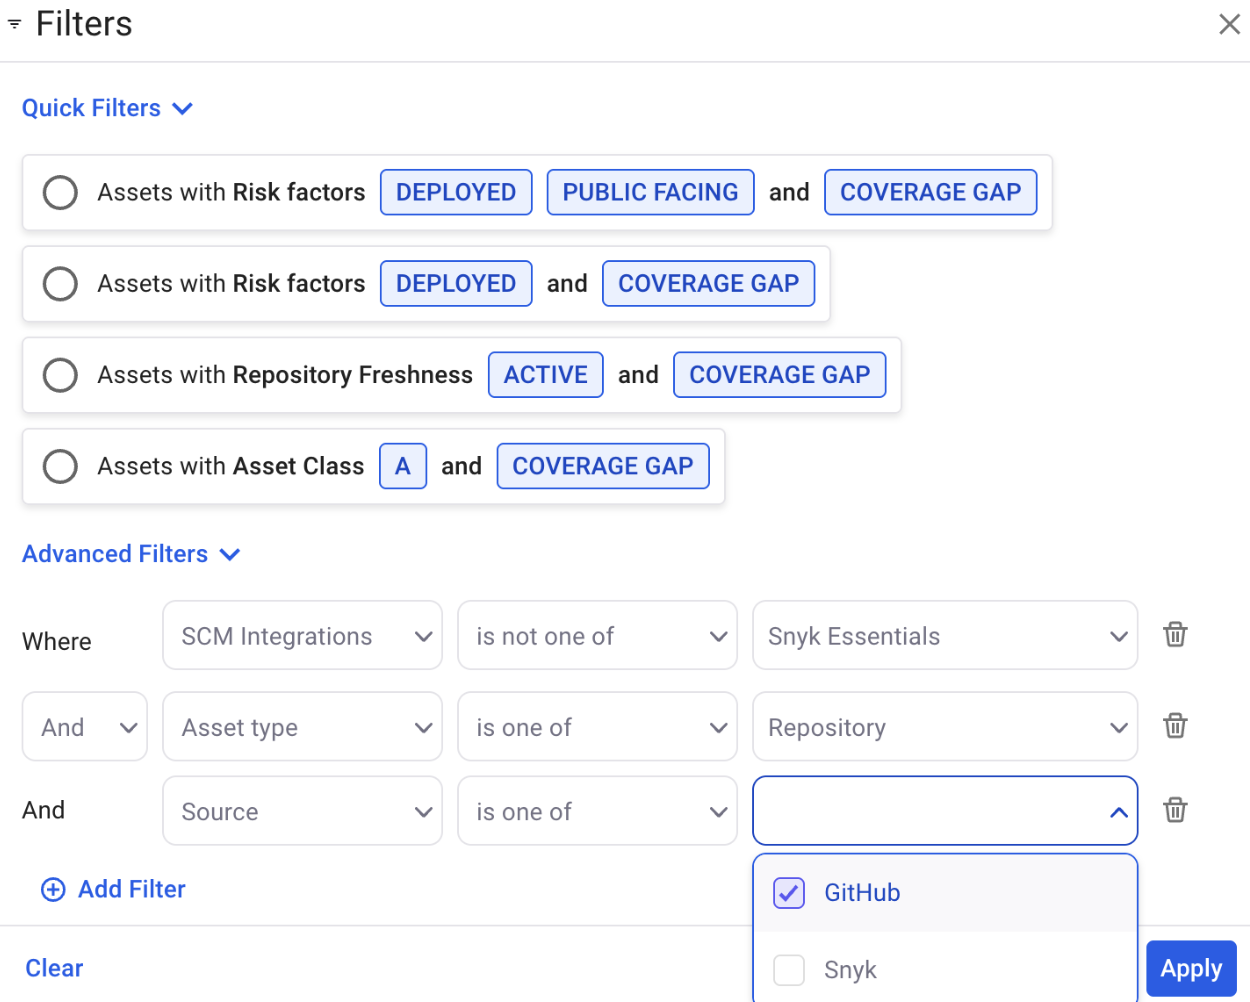 Filters
Quick Filters
Assets with Risk factors DEPLOYED PUBLIC FACING and COVERAGE GAP
Assets with Risk factors DEPLOYED and COVERAGE GAP
Assets with Repository Freshness ACTIVE and COVERAGE GAP
Assets with Asset Class A and COVERAGE GAP
Advanced Filters
Where SCM Integrations is not one of Snyk Essentials
And Asset type is one of Repository
And Source is one of
GitHub
Add Filter
Snyk
Clear Apply